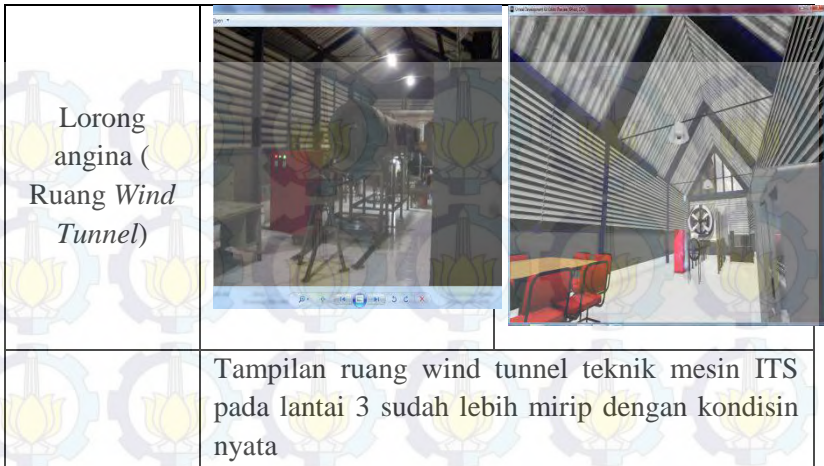 Lorong
angina (
Ruang Wind
Tunnel)
Open
Tampilan ruang wind tunnel teknik mesin ITS
pada lantai 3 sudah lebih mirip dengan kondisin
nyata